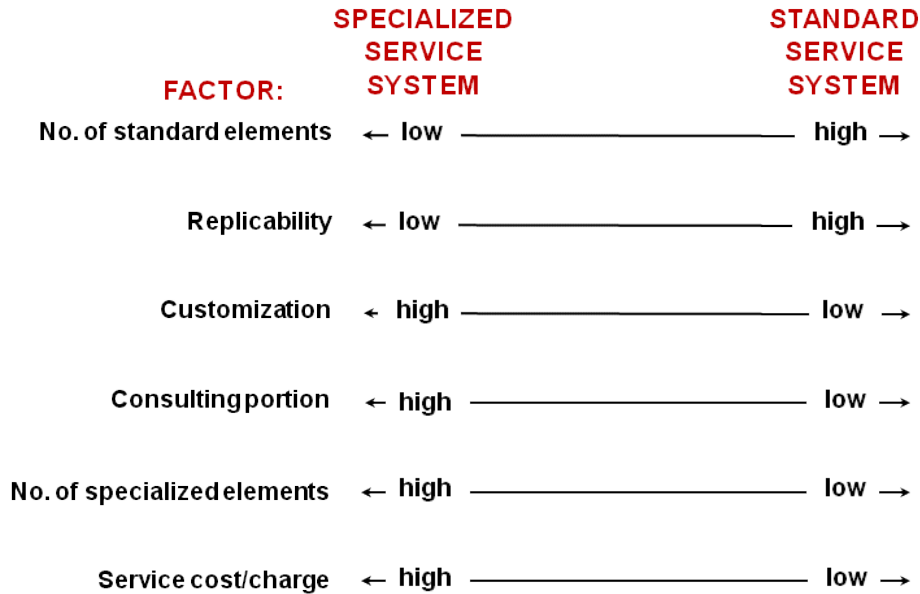 SPECIALIZED SERVICE SYSTEM
STANDARD SERVICE SYSTEM
FACTOR:
No. of standard elements low high
Replicability low high
Customization high low
Consulting portion high low
No. of specialized elements high low
Service cost/charge high low